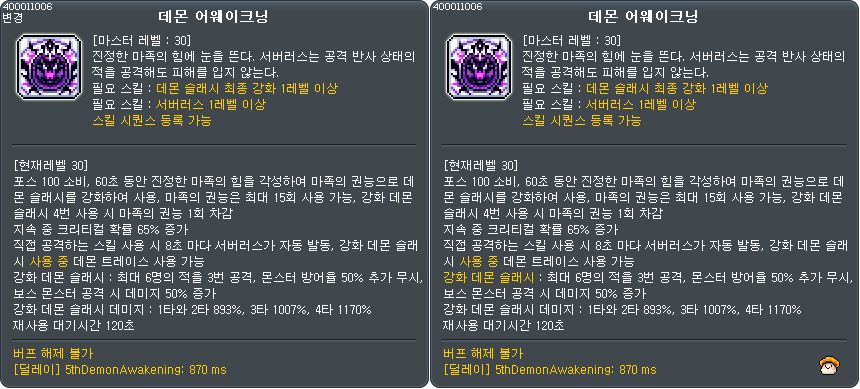 400011006
변경
데몬 어웨이크닝
[마스터 레벨 : 30]
진정한 마족의 힘에 눈을 뜬다. 서버러스는 공격 반사 상태의
적을 공격해도 피해를 입지 않는다.
필요 스킬 : 데몬 슬래시 최종 강화 1레벨 이상
필요 스킬 : 서버러스 1레벨 이상
스킬 시퀀스 등록 가능
[현재레벨 30]
포스 100 소비, 60초 동안 진정한 마족의 힘을 각성하여 마족의 권능으로 데
몬 슬래시를 강화하여 사용, 마족의 권능은 최대 15회 사용 가능, 강화 데몬
슬래시 4번 사용 시 마족의 권능 1회 차감
지속 중 크리티컬 확률 65% 증가
직접 공격하는 스킬 사용 시 8초 마다 서버러스가 자동 발동, 강화 데몬 슬래
시 사용 중 데몬 트레이스 사용 가능
강화 데몬 슬래시 : 최대 6명의 적을 3번 공격, 몬스터 방어율 50% 추가 무시,
보스 몬스터 공격 시 데미지 50% 증가
강화 데몬 슬래시 데미지 : 1타와 2타 893%, 3타 1007%, 4타 1170%
재사용 대기시간 120초
버프 해제 불가
[딜레이] 5thDemonAwakening: 870 ms
400011006
데몬 어웨이크닝
[마스터 레벨 : 30]
진정한 마족의 힘에 눈을 뜬다. 서버러스는 공격 반사 상태의
적을 공격해도 피해를 입지 않는다.
필요 스킬 : 데몬 슬래시 최종 강화 1레벨 이상
필요 스킬 : 서버러스 1레벨 이상
스킬 시퀀스 등록 가능
[현재레벨 30]
포스 100 소비, 60초 동안 진정한 마족의 힘을 각성하여 마족의 권능으로 데
몬 슬래시를 강화하여 사용, 마족의 권능은 최대 15회 사용 가능, 강화 데몬
슬래시 4번 사용 시 마족의 권능 1회 차감
지속 중 크리티컬 확률 65% 증가
직접 공격하는 스킬 사용 시 8초 마다 서버러스가 자동 발동, 강화 데몬 슬래
시 사용 중 데몬 트레이스 사용 가능
강화 데몬 슬래시 : 최대 6명의 적을 3번 공격, 몬스터 방어율 50% 추가 무시,
보스 몬스터 공격 시 데미지 50% 증가
강화 데몬 슬래시 데미지 : 1타와 2타 893%, 3타 1007%, 4타 1170%
재사용 대기시간 120초
버프 해제 불가
[딜레이] 5thDemonAwakening: 870 ms